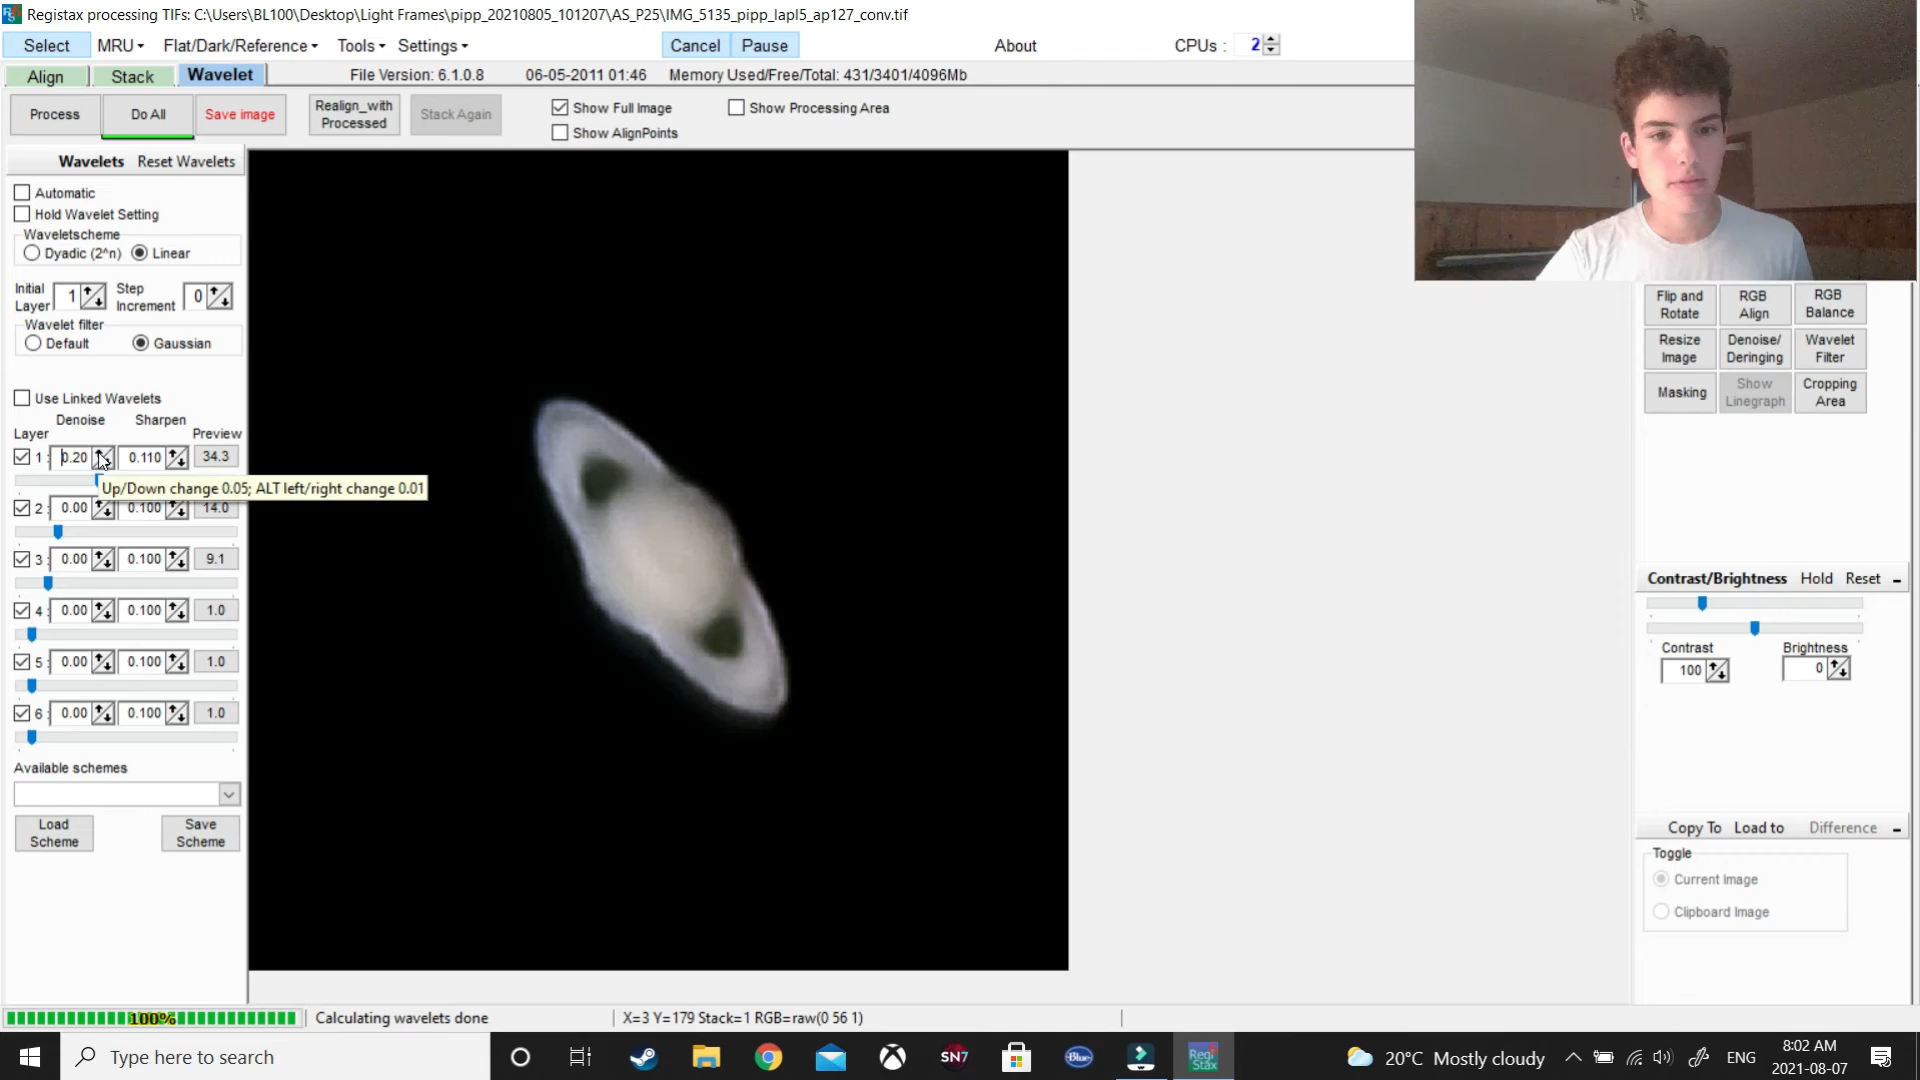 Registax processing TIFs: C:\Users\BL100\Desktop\Light Frames\pipp_20210805_101207\AS_P25\IMG_5135_pipp_lapl5_ap127_conv.tif
Select MRU Flat/Dark/Reference Tools Settings Cancel Pause About CPUs : 2
Align Stack Wavelet File Version: 6.1.0.8 06-05-2011 01:46 Memory Used/Free/Total: 431/3401/4096Mb
Process Do All Save image Realign_with Processed Stack Again Show Full Image Show Processing Area
Show AlignPoints
Wavelets Reset Wavelets
Automatic
Hold Wavelet Setting
Waveletscheme
Dyadic (2^n) Linear
Initial Layer 1 Step Increment 0
Wavelet filter
Default Gaussian
Use Linked Wavelets
Denoise Sharpen
Layer Preview
1 : 0.20 0.110 34.3
Up/Down change 0.05; ALT left/right change 0.01
2 : 0.00 0.100 14.0
3 : 0.00 0.100 9.1
4 : 0.00 0.100 1.0
5 : 0.00 0.100 1.0
6 : 0.00 0.100 1.0
Available schemes
Load Scheme Save Scheme
Flip and Rotate RGB Align RGB Balance
Resize Image Denoise/ Deringing Wavelet Filter
Masking Show Linegraph Cropping Area
Contrast/Brightness Hold Reset
Contrast Brightness
100 0
Copy To Load to Difference
Toggle
Current Image
Clipboard Image
100% Calculating wavelets done X=3 Y=179 Stack=1 RGB=raw(0 56 1)
Type here to search SN7 Blue Regi Stax 20°C Mostly cloudy ENG 8:02 AM
2021-08-07